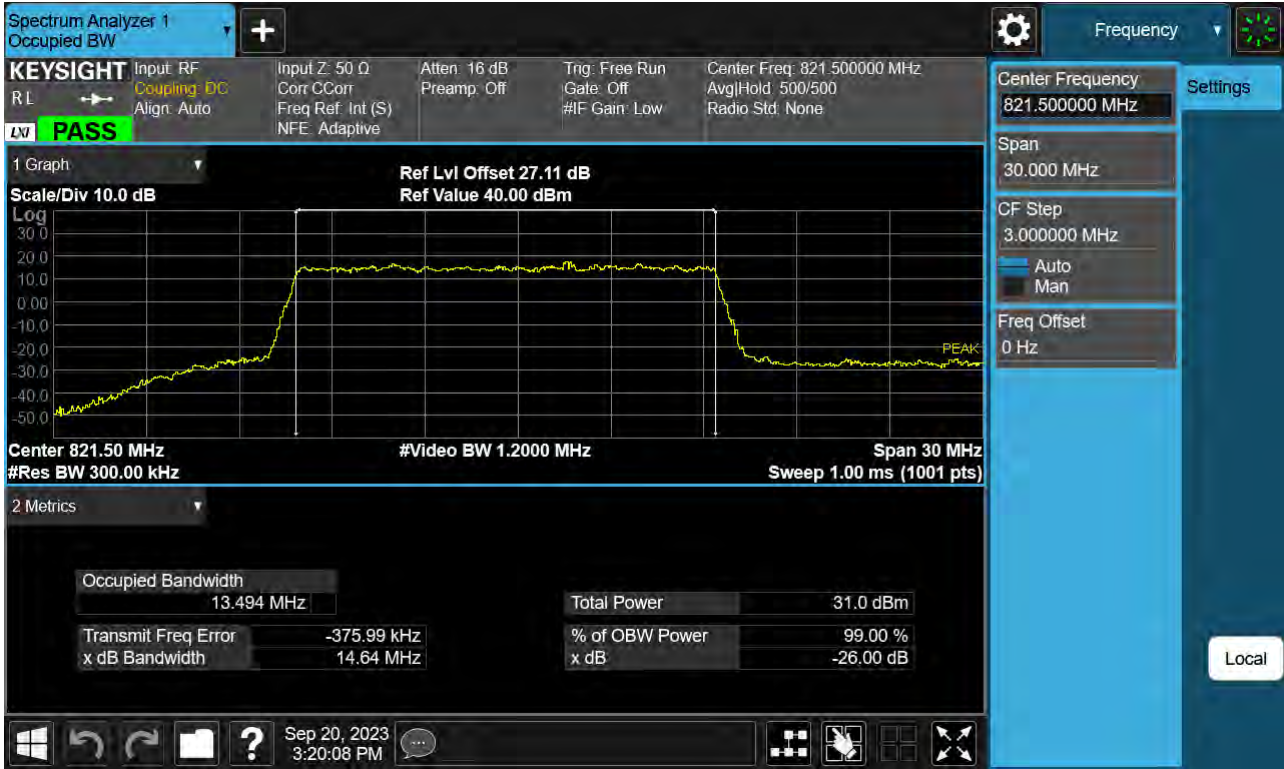 Spectrum Analyzer 1
Occupied BW
Frequency
KEYSIGHT
R L
LXI
PASS
Input: RF
Coupling: DC
Align: Auto
Input Z: 50 Ω
Corr CCorr
Freq Ref: Int (S)
NFE: Adaptive
Atten: 16 dB
Preamp: Off
Trig: Free Run
Gate: Off
#IF Gain: Low
Center Freq: 821.500000 MHz
Avg|Hold: 500/500
Radio Std: None
Center Frequency
821.500000 MHz
Settings
Span
30.000 MHz
CF Step
3.000000 MHz
Auto
Man
Freq Offset
0 Hz
Local
1 Graph
Scale/Div 10.0 dB
Ref Lvl Offset 27.11 dB
Ref Value 40.00 dBm
Log
30.0
20.0
10.0
0.00
-10.0
-20.0
-30.0
-40.0
-50.0
PEAK
Center 821.50 MHz
#Video BW 1.2000 MHz
Span 30 MHz
#Res BW 300.00 kHz
Sweep 1.00 ms (1001 pts)
2 Metrics
Occupied Bandwidth
13.494 MHz
Total Power 31.0 dBm
Transmit Freq Error -375.99 kHz
% of OBW Power 99.00 %
x dB Bandwidth 14.64 MHz
x dB -26.00 dB
?
Sep 20, 2023
3:20:08 PM